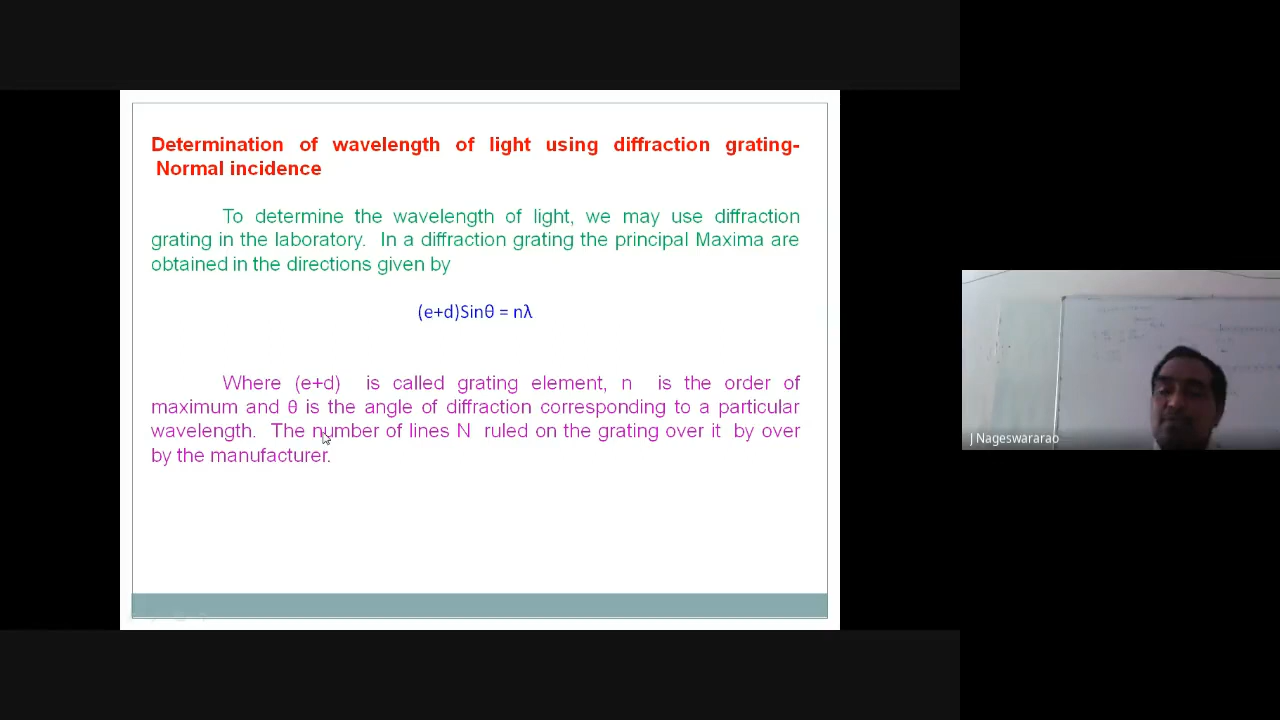 Determination of wavelength of light using diffraction grating-
Normal incidence
To determine the wavelength of light, we may use diffraction
grating in the laboratory. In a diffraction grating the principal Maxima are
obtained in the directions given by
(e+d)Sinθ = nλ
Where (e+d) is called grating element, n is the order of
maximum and θ is the angle of diffraction corresponding to a particular
wavelength. The number of lines N ruled on the grating over it by over
by the manufacturer.
J Nageswararao